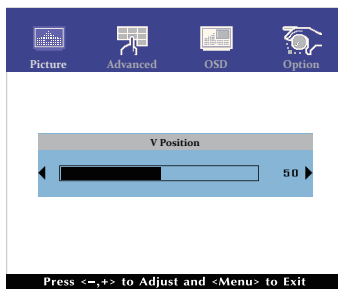 Picture Advanced OSD Option
V Position
50
Press <–,+> to Adjust and <Menu> to Exit